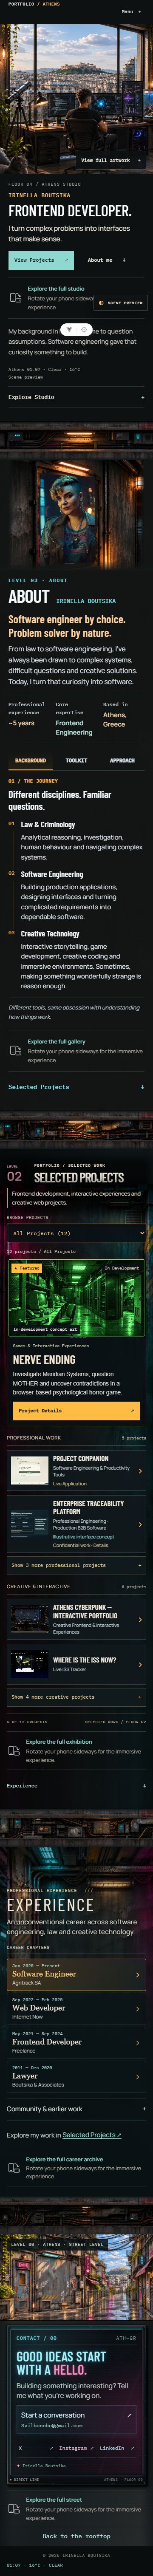 PORTFOLIO / ATHENS
Menu +
View full artwork
FLOOR 04 / ATHENS STUDIO
IRINELLA BOUTSIKA
FRONTEND DEVELOPER.
I turn complex problems into interfaces
that make sense.
View Projects ↗
About me ↓
Explore the full studio
Rotate your phone sideways
SCENE PREVIEW
My background in
me to question
assumptions. Software engineering gave that
curiosity something to build.
Athens 01:07 · Clear · 16°C
Scene preview
Explore Studio
LEVEL 03 · ABOUT
ABOUT IRINELLA BOUTSIKA
Software engineer by choice.
Problem solver by nature.
From law to software engineering, I've
always been drawn to complex systems,
difficult questions and creative solutions.
Today, I turn that curiosity into software.
Professional experience
~5 years
Core expertise
Frontend Engineering
Based in
Athens, Greece
BACKGROUND TOOLKIT APPROACH
01 / THE JOURNEY
Different disciplines. Familiar
questions.
01 Law & Criminology
Analytical reasoning, investigation,
human behaviour and navigating complex
systems.
02 Software Engineering
Building production applications,
designing interfaces and turning
complicated requirements into
dependable software.
03 Creative Technology
Interactive storytelling, game
development, creative coding and
immersive environments. Sometimes,
making something wonderfully strange is
reason enough.
Different tools, same obsession with understanding
how things work.
Explore the full gallery
Rotate your phone sideways for the immersive
experience.
Selected Projects ↓
LEVEL
02
PORTFOLIO / SELECTED WORK
SELECTED PROJECTS
Frontend development, interactive experiences and
creative web projects.
BROWSE PROJECTS
All Projects (12)
12 projects / All Projects
Featured
In Development
In-development concept art
Games & Interactive Experiences
NERVE ENDING
Investigate Meridian Systems, question
MOTHER and uncover contradictions in a
browser-based psychological horror game.
Project Details ↗
PROFESSIONAL WORK
5 projects
PROJECT COMPANION
Software Engineering & Productivity
Tools
Live Application
ENTERPRISE TRACEABILITY
PLATFORM
Professional Engineering ·
Production B2B Software
Illustrative interface concept
Confidential work · Details
Show 3 more professional projects +
CREATIVE & INTERACTIVE
6 projects
ATHENS CYBERPUNK —
INTERACTIVE PORTFOLIO
Creative Frontend & Interactive
Experiences
WHERE IS THE ISS NOW?
Live ISS Tracker
Show 4 more creative projects +
OF 12 PROJECTS
SELECTED WORK / FLOOR 02
Explore the full exhibition
Rotate your phone sideways for the immersive
experience.
Experience ↓
PROFESSIONAL EXPERIENCE ///
EXPERIENCE
An unconventional career across software
engineering, law and creative technology.
CAREER CHAPTERS
Jan 2025 — Present
Software Engineer
Agritrack SA
Sep 2022 — Feb 2025
Web Developer
Internet Now
May 2021 — Sep 2024
Frontend Developer
Freelance
2011 — Dec 2020
Lawyer
Boutsika & Associates
Community & earlier work +
Explore my work in Selected Projects ↗
Explore the full career archive
Rotate your phone sideways for the immersive
experience.
LEVEL 00 · ATHENS · STREET LEVEL
CONTACT / 00
ATH—GR
GOOD IDEAS START
WITH A HELLO.
Building something interesting? Tell
me what you're working on.
Start a conversation ↗
3vilbonobo@gmail.com
X ↗ Instagram ↗ LinkedIn ↗
Irinella Boutsika
DIRECT LINE
ATHENS / FLOOR 00
Explore the full street
Rotate your phone sideways for the immersive
experience.
Back to the rooftop
© 2026 IRINELLA BOUTSIKA
01:07 · 16°C · CLEAR